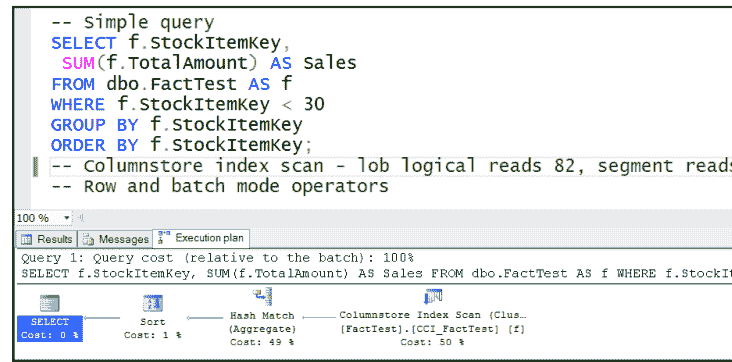 -- Simple query
SELECT f.StockItemKey,
SUM(f.TotalAmount) AS Sales
FROM dbo.FactTest AS f
WHERE f.StockItemKey < 30
GROUP BY f.StockItemKey
ORDER BY f.StockItemKey;
-- Columnstore index scan - lob logical reads 82, segment reads
-- Row and batch mode operators
100 %
Results Messages Execution plan
Query 1: Query cost (relative to the batch): 100%
SELECT f.StockItemKey, SUM(f.TotalAmount) AS Sales FROM dbo.FactTest AS f WHERE f.StockIt
SELECT
Cost: 0 %
Sort
Cost: 1 %
Hash Match
(Aggregate)
Cost: 49 %
Columnstore Index Scan (Clus...
[FactTest].[CCI_FactTest] [f]
Cost: 50 %